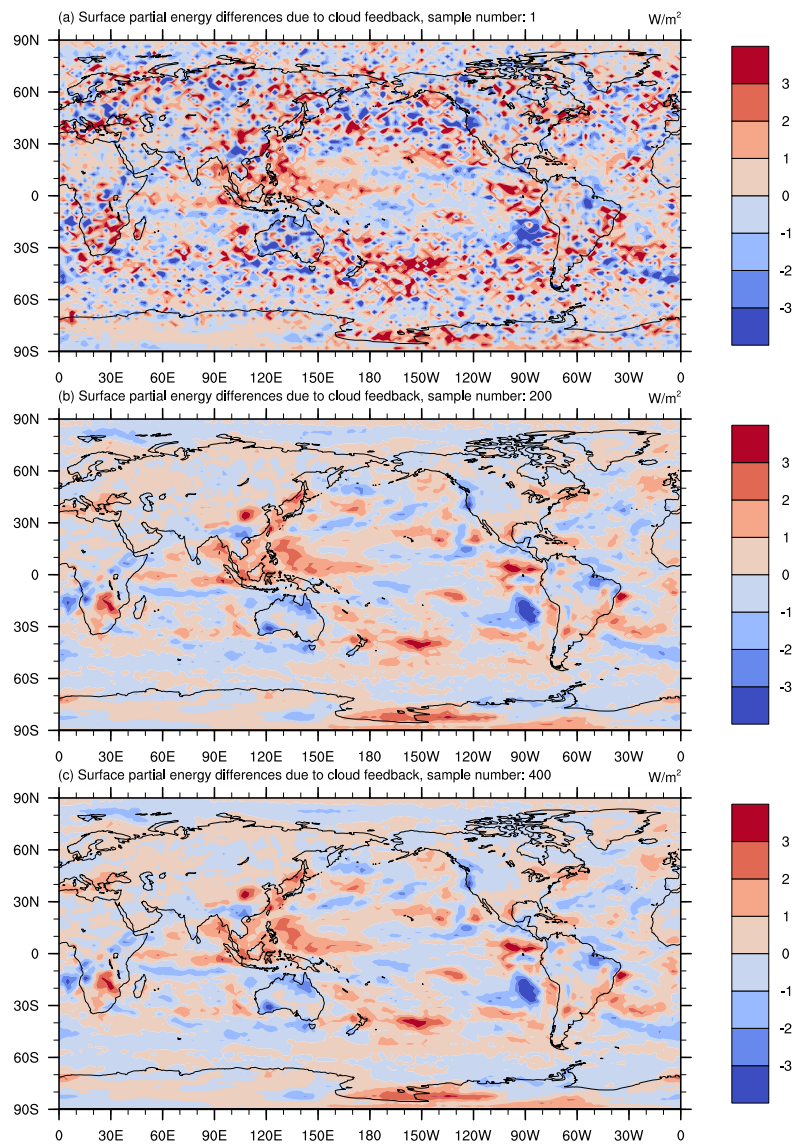 (a) Surface partial energy differences due to cloud feedback, sample number: 1 W/m²
90N
60N
30N
0
30S
60S
90S
0 30E 60E 90E 120E 150E 180 150W 120W 90W 60W 30W 0
3
2
1
0
-1
-2
-3
(b) Surface partial energy differences due to cloud feedback, sample number: 200 W/m²
90N
60N
30N
0
30S
60S
90S
0 30E 60E 90E 120E 150E 180 150W 120W 90W 60W 30W 0
3
2
1
0
-1
-2
-3
(c) Surface partial energy differences due to cloud feedback, sample number: 400 W/m²
90N
60N
30N
0
30S
60S
90S
0 30E 60E 90E 120E 150E 180 150W 120W 90W 60W 30W 0
3
2
1
0
-1
-2
-3